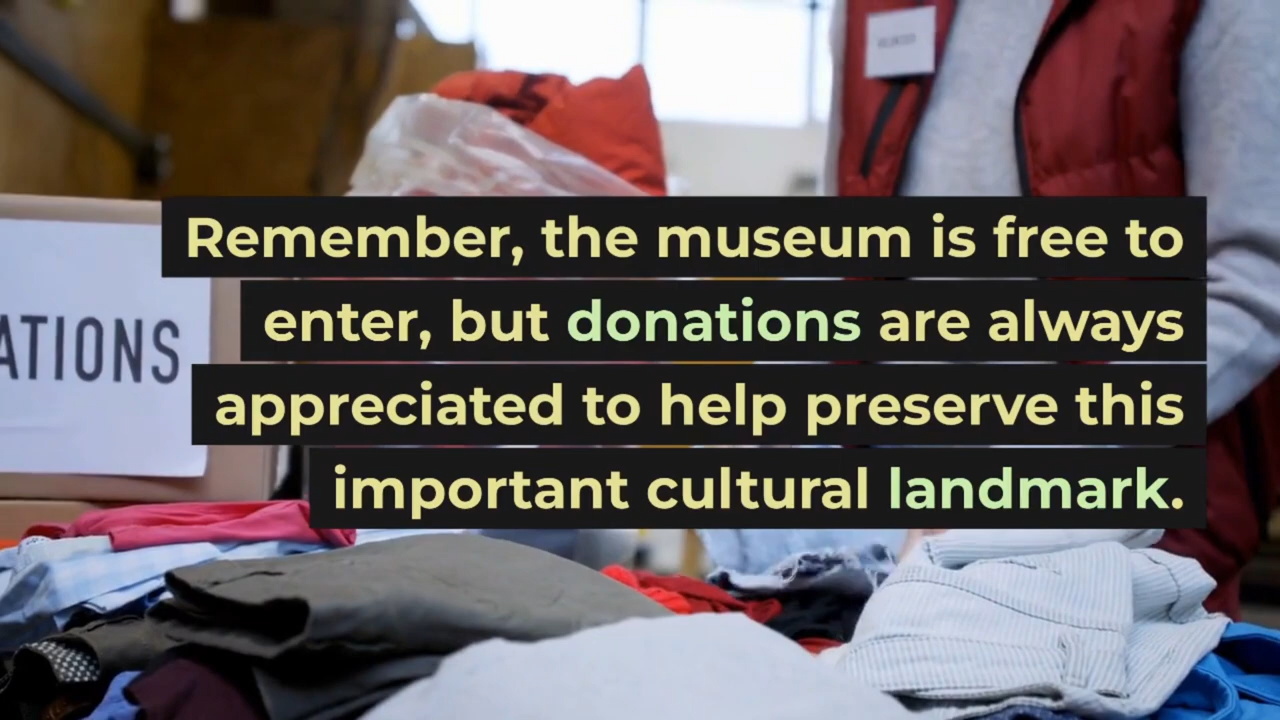 Remember, the museum is free to
enter, but donations are always
appreciated to help preserve this
important cultural landmark.
ATIONS